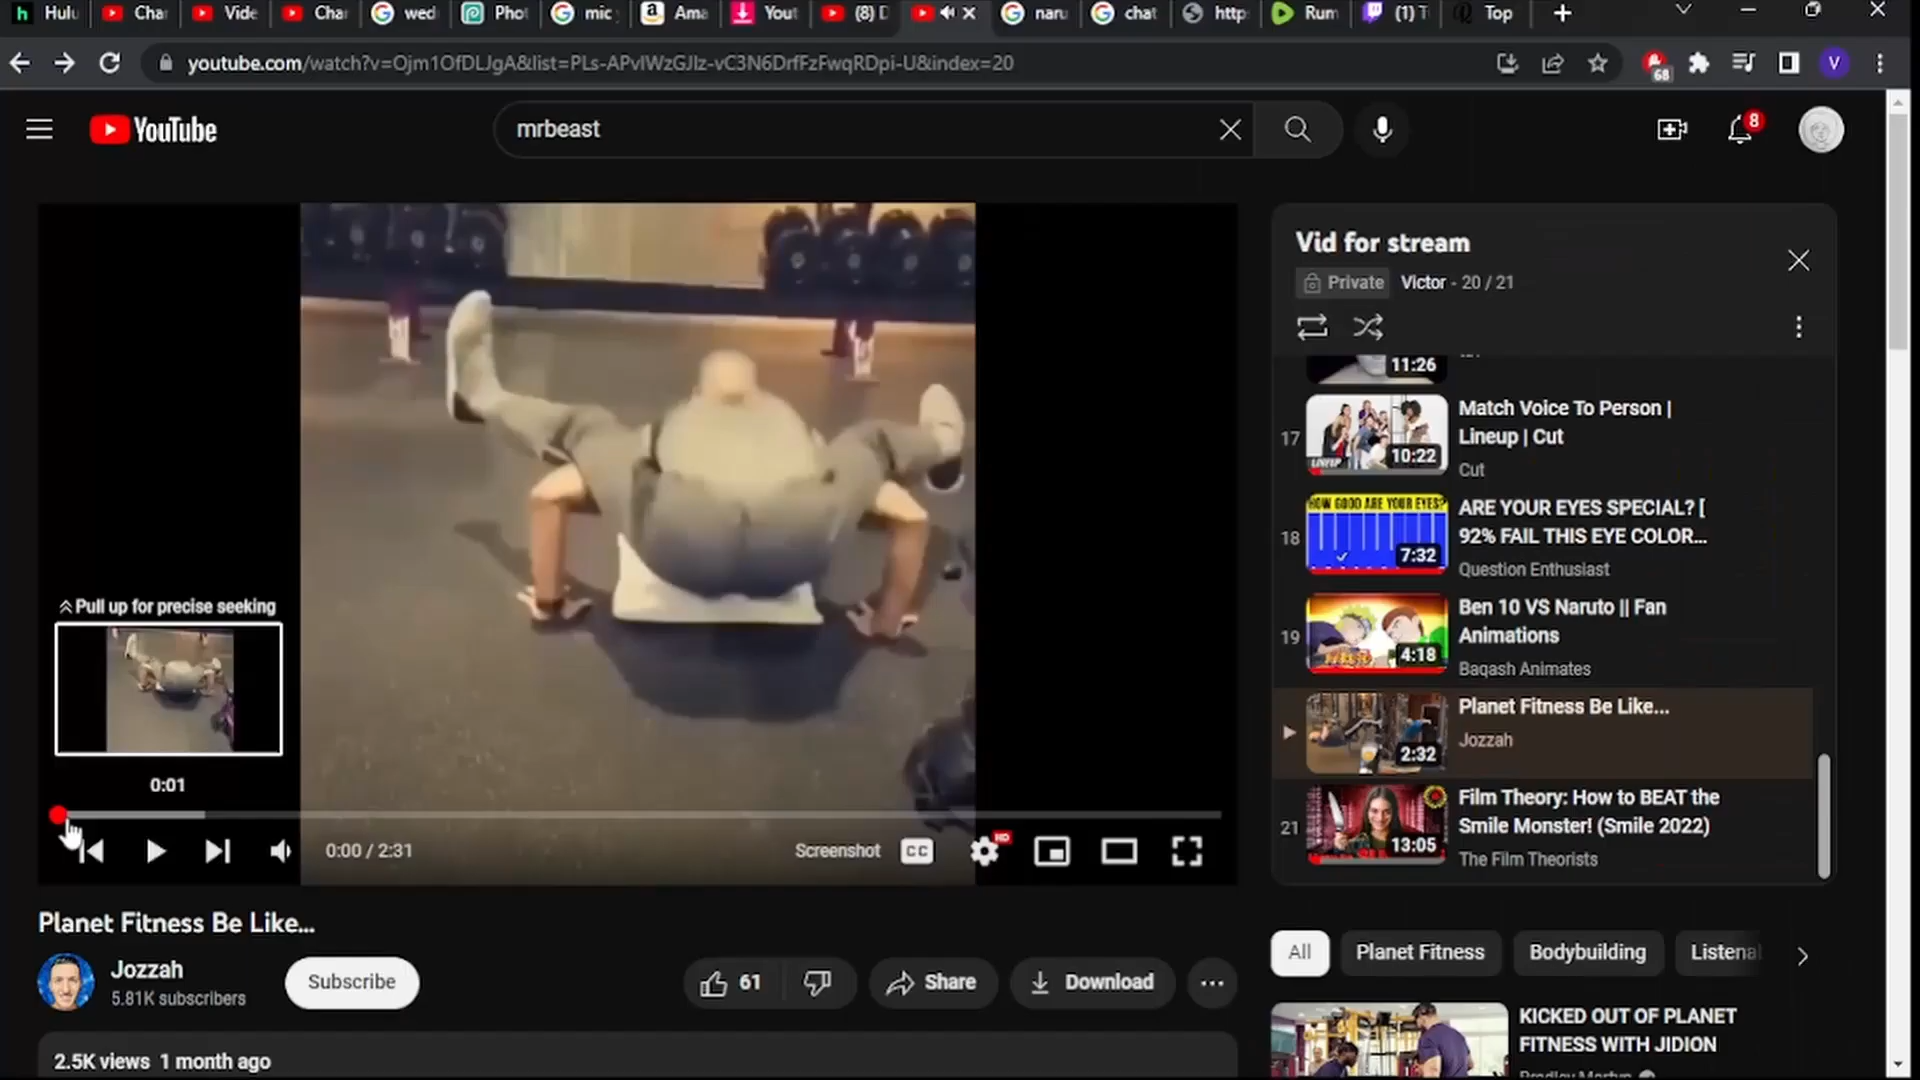 Hulu
Cha
Vide
Cha
wed
Phot
mic
Ama
Yout
(8) D
naru
chat
http
Rum
(1) T
Top
youtube.com/watch?v=Ojm1OfDLJgA&list=PLs-APvIWzGJIz-vC3N6DrfFzFwqRDpi-U&index=20
68
V
YouTube
mrbeast
8
Vid for stream
Private Victor - 20 / 21
11:26
17
10:22
Match Voice To Person |
Lineup | Cut
Cut
18
HOW GOOD ARE YOUR EYES?
7:32
ARE YOUR EYES SPECIAL? [
92% FAIL THIS EYE COLOR...
Question Enthusiast
19
4:18
Ben 10 VS Naruto || Fan
Animations
Baqash Animates
2:32
Planet Fitness Be Like...
Jozzah
21
13:05
Film Theory: How to BEAT the
Smile Monster! (Smile 2022)
The Film Theorists
Pull up for precise seeking
0:01
0:00 / 2:31
Screenshot
CC
HD
Planet Fitness Be Like...
Jozzah
5.81K subscribers
Subscribe
61
Share
Download
2.5K views 1 month ago
All
Planet Fitness
Bodybuilding
Listena
KICKED OUT OF PLANET
FITNESS WITH JIDION